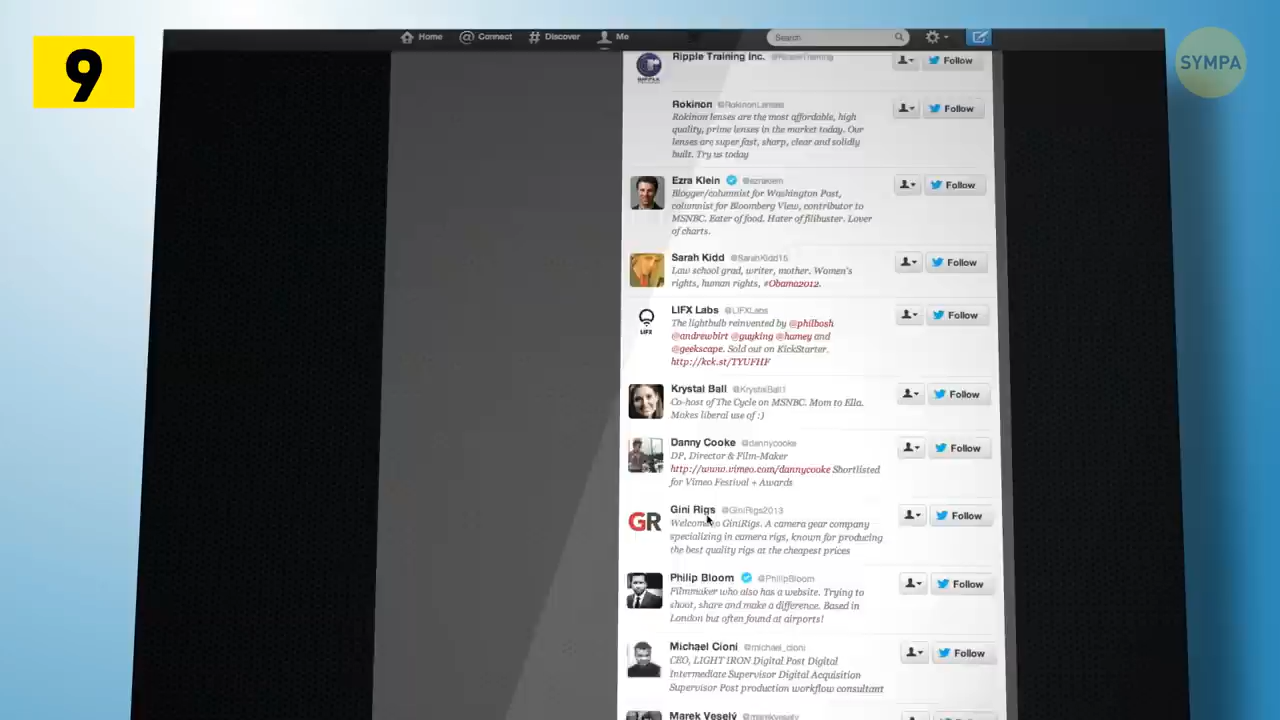 9
Home
Connect
Discover
Me
Search
SYMPA
Ripple Training Inc.
Follow
Rokinon @RokinonLenses
Follow
Rokinon lenses are the most affordable, high
quality, prime lenses in the market today. Our
lenses are super fast, sharp, clear and solidly
built. Try us today
Ezra Klein @ezraklein
Follow
Blogger/columnist for Washington Post,
columnist for Bloomberg View, contributor to
MSNBC. Eater of food. Hater of filibuster. Lover
of charts.
Sarah Kidd @SarahKidd15
Follow
Law school grad, writer, mother. Women's
rights, human rights, #Obama2012.
LIFX
LIFX Labs @LIFXLabs
Follow
The lightbulb reinvented by @philbosh
@andrewbirt @guyking @hamey and
@geekscape. Sold out on KickStarter.
http://kck.st/TYUFHF
Krystal Ball @KrystalBall1
Follow
Co-host of The Cycle on MSNBC. Mom to Ella.
Makes liberal use of :)
Danny Cooke @dannycooke
Follow
DP, Director & Film-Maker
http://www.vimeo.com/dannycooke Shortlisted
for Vimeo Festival + Awards
GR
Gini Rigs @GiniRigs2013
Follow
Welcome to GiniRigs. A camera gear company
specializing in camera rigs, known for producing
the best quality rigs at the cheapest prices
Philip Bloom @PhilipBloom
Follow
Filmmaker who also has a website. Trying to
shoot, share and make a difference. Based in
London but often found at airports!
Michael Cioni @michael_cioni
Follow
CEO, LIGHT IRON Digital Post Digital
Intermediate Supervisor Digital Acquisition
Supervisor Post production workflow consultant
Marek Veselý @marekvesely